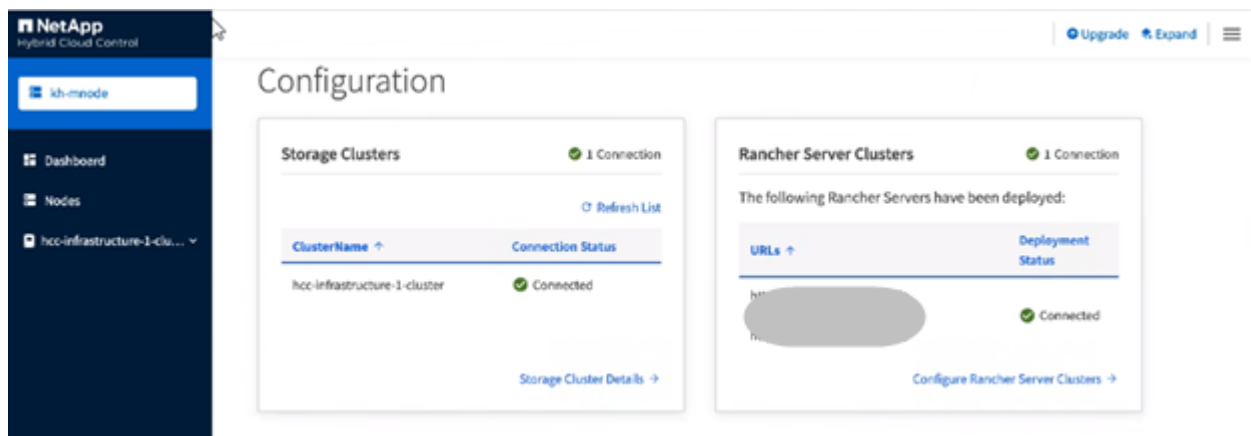 NetApp
Hybrid Cloud Control
Upgrade
Expand
kh-mnode
Configuration
Dashboard
Nodes
hcc-infrastructure-1-clu...
Storage Clusters
1 Connection
Refresh List
ClusterName ↑
Connection Status
hcc-infrastructure-1-cluster
Connected
Storage Cluster Details →
Rancher Server Clusters
1 Connection
The following Rancher Servers have been deployed:
URLs ↑
Deployment
Status
Connected
Configure Rancher Server Clusters →